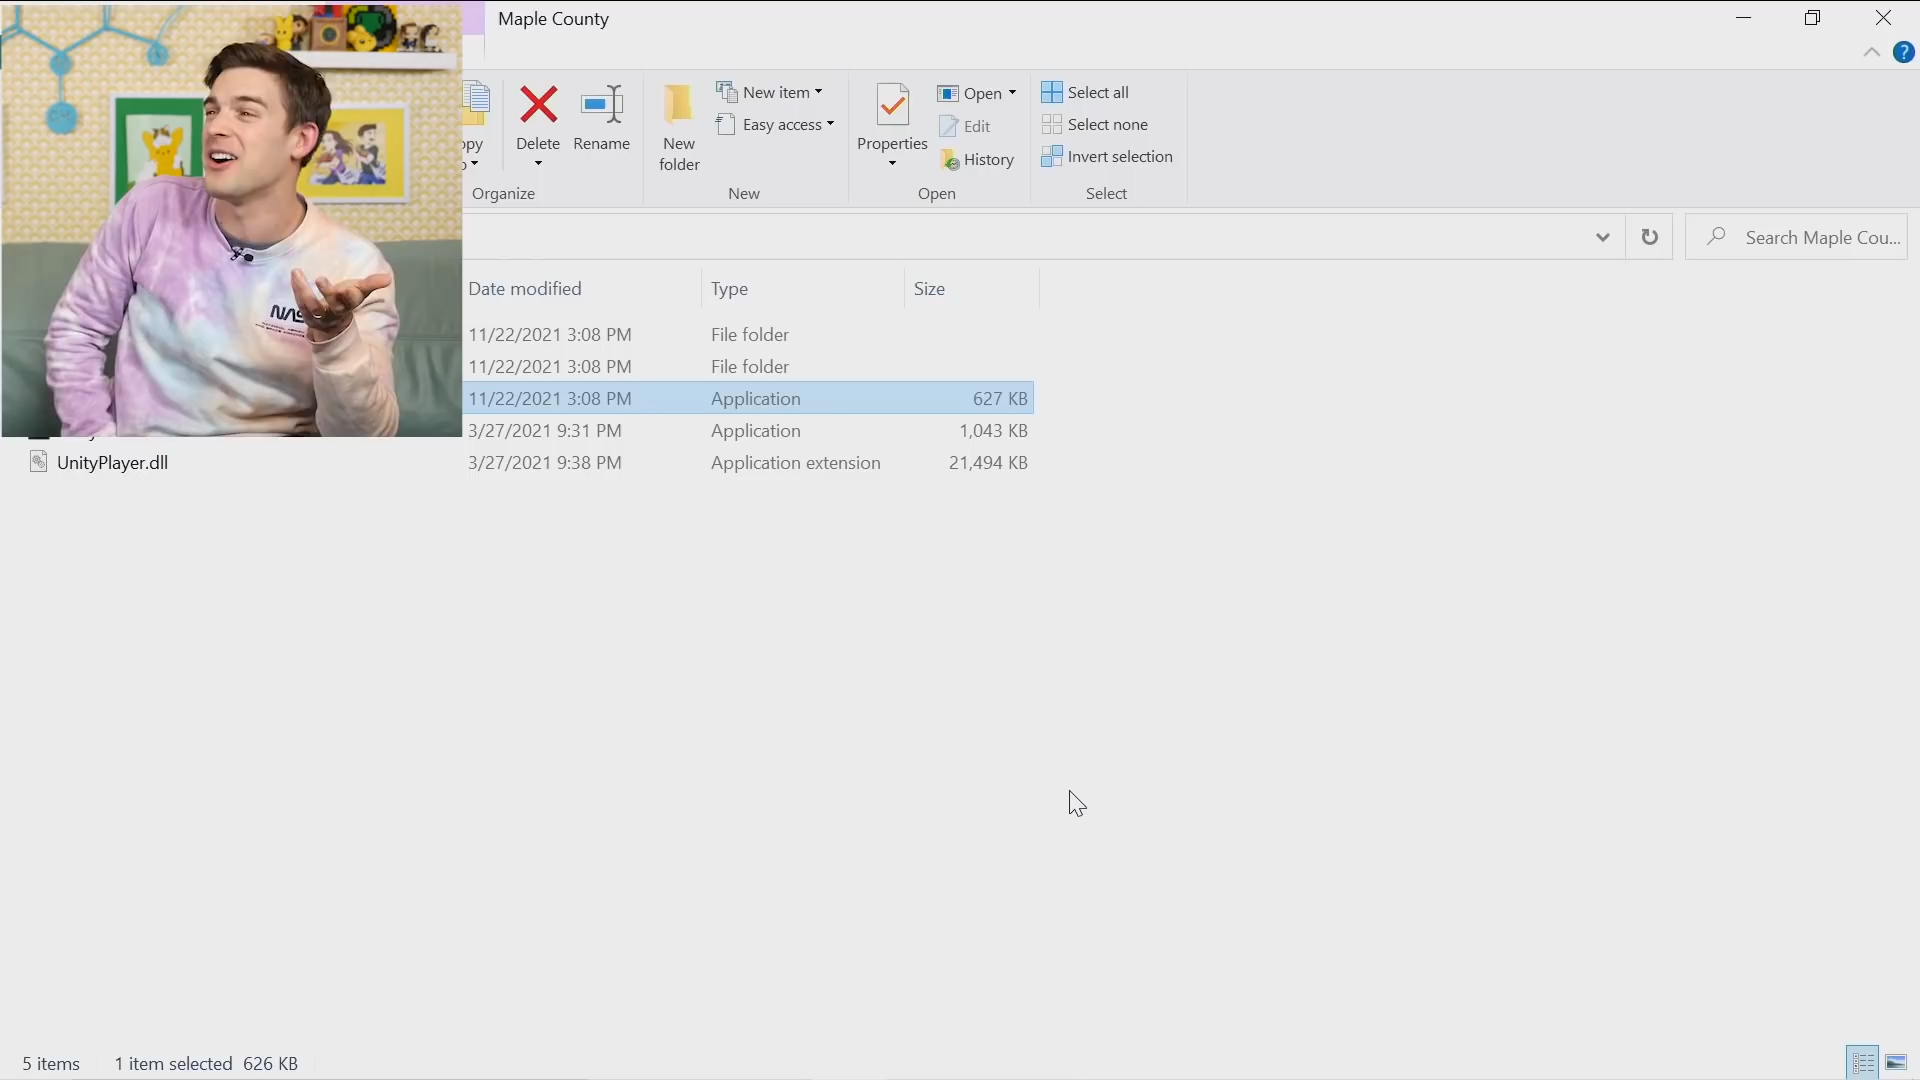 Maple County
Delete
Rename
Organize
New folder
New item
Easy access
New
Properties
Open
Edit
History
Open
Select all
Select none
Invert selection
Select
Search Maple Cou...
Date modified Type Size
11/22/2021 3:08 PM File folder
11/22/2021 3:08 PM File folder
11/22/2021 3:08 PM Application 627 KB
3/27/2021 9:31 PM Application 1,043 KB
UnityPlayer.dll 3/27/2021 9:38 PM Application extension 21,494 KB
5 items 1 item selected 626 KB